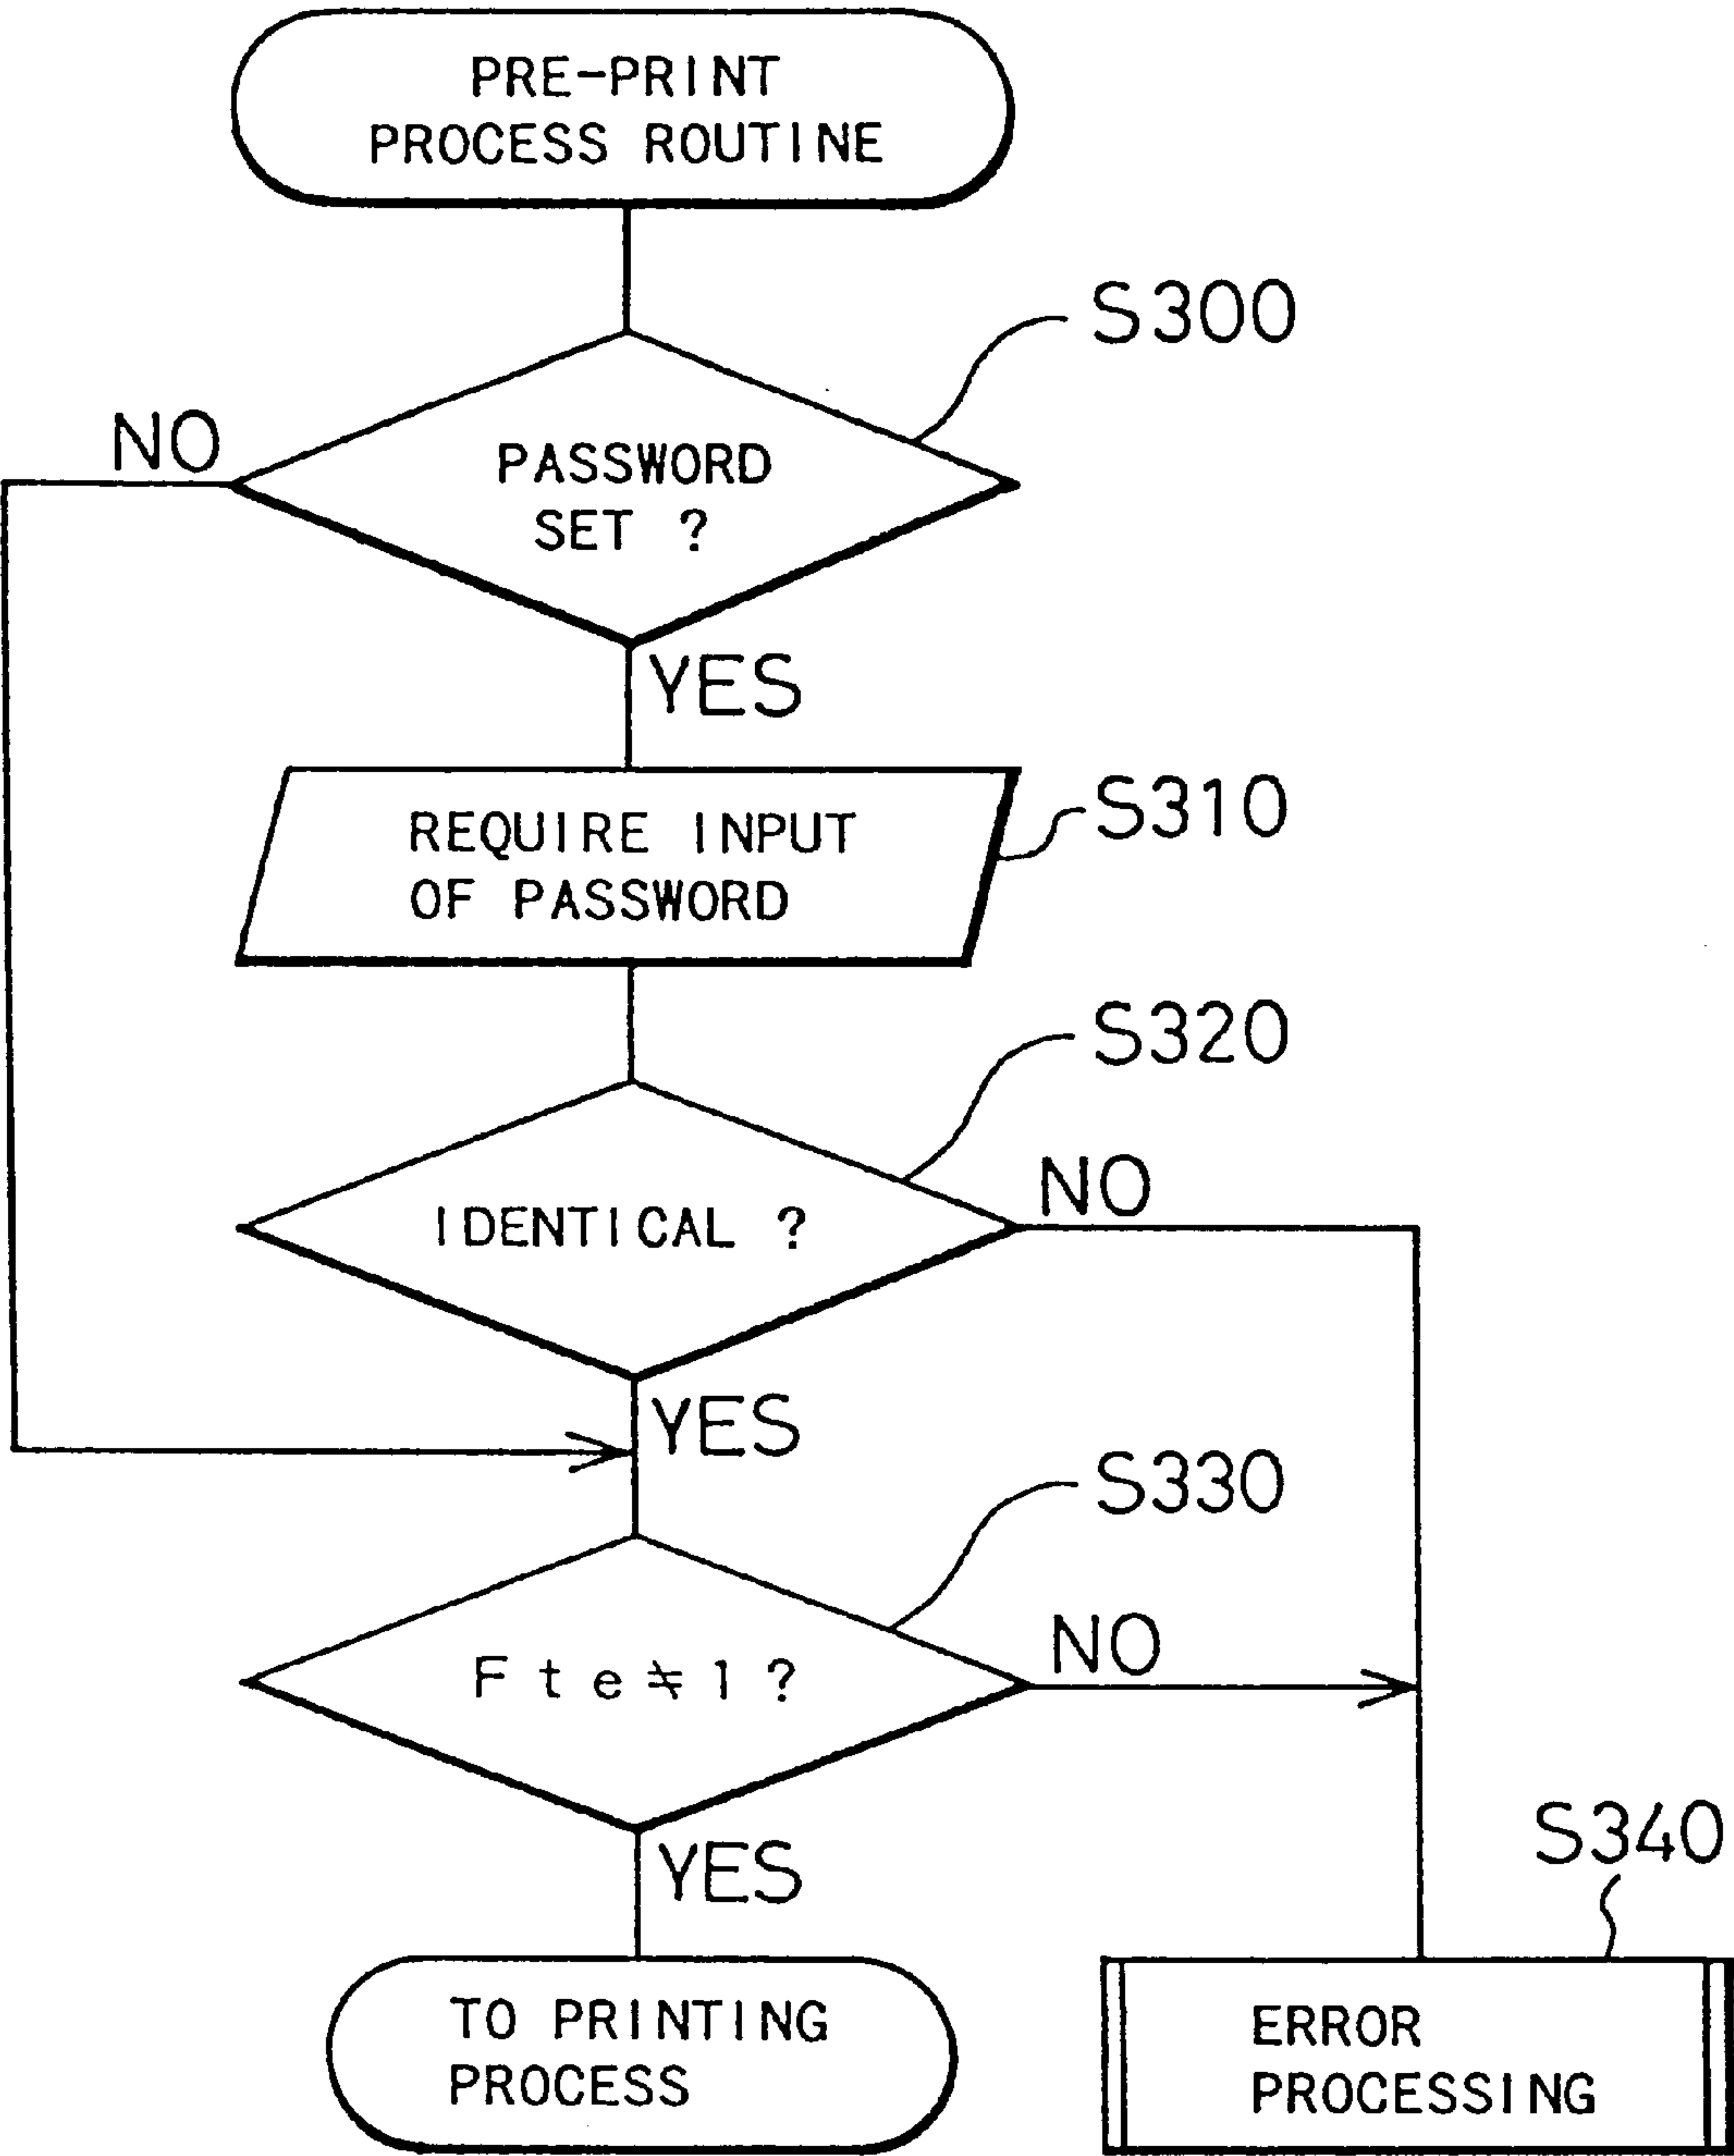 PRE-PRINT
PROCESS ROUTINE
S300
NO
PASSWORD
SET ?
YES
S310
REQUIRE INPUT
OF PASSWORD
S320
NO
IDENTICAL ?
YES
S330
NO
Fte≠1?
S340
YES
TO PRINTING
PROCESS
ERROR
PROCESSING